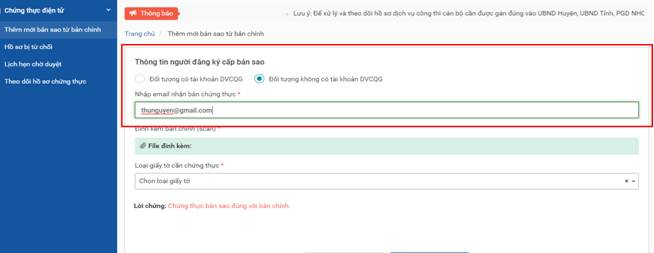 Chứng thực điện tử
Thêm mới bản sao từ bản chính
Hồ sơ bị từ chối
Lịch hẹn chờ duyệt
Theo dõi hồ sơ chứng thực
Thông báo
Lưu ý: Để xử lý và theo dõi hồ sơ dịch vụ công thì cán bộ cần được gán đúng vào UBND Huyện, UBND Tỉnh, PGD NHC
Trang chủ / Thêm mới bản sao từ bản chính
Thông tin người đăng ký cấp bản sao
Đối tượng có tài khoản DVCQG Đối tượng không có tài khoản DVCQG
Nhập email nhận bản chứng thực *
thunguyen@gmail.com
Đính kèm bản chính (scan) *
File đính kèm:
Loại giấy tờ cần chứng thực *
Chọn loại giấy tờ
Lời chứng: Chứng thực bản sao đúng với bản chính